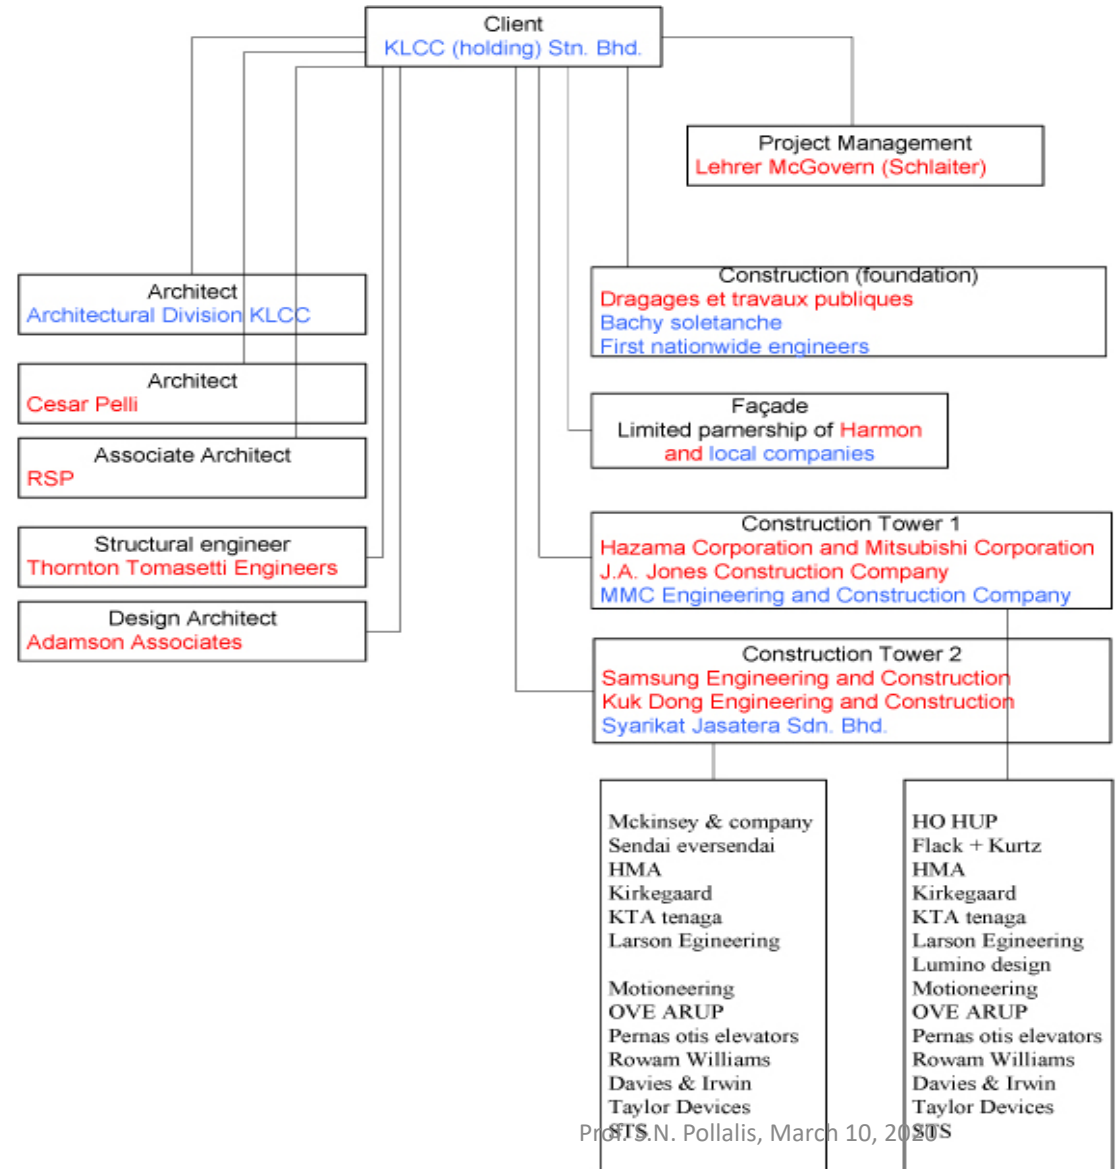 Client
KLCC (holding) Stn. Bhd.
Project Management
Lehrer McGovern (Schlaiter)
Architect
Architectural Division KLCC
Architect
Cesar Pelli
Associate Architect
RSP
Structural engineer
Thornton Tomasetti Engineers
Design Architect
Adamson Associates
Construction (foundation)
Dragages et travaux publiques
Bachy soletanche
First nationwide engineers
Façade
Limited parnership of Harmon
and local companies
Construction Tower 1
Hazama Corporation and Mitsubishi Corporation
J.A. Jones Construction Company
MMC Engineering and Construction Company
Construction Tower 2
Samsung Engineering and Construction
Kuk Dong Engineering and Construction
Syarikat Jasatera Sdn. Bhd.
Mckinsey & company
Sendai eversendai
HMA
Kirkegaard
KTA tenaga
Larson Egineering
Motioneering
OVE ARUP
Pernas otis elevators
Rowam Williams
Davies & Irwin
Taylor Devices
STS
HO HUP
Flack + Kurtz
HMA
Kirkegaard
KTA tenaga
Larson Egineering
Lumino design
Motioneering
OVE ARUP
Pernas otis elevators
Rowam Williams
Davies & Irwin
Taylor Devices
STS
Prof. S.N. Pollalis, March 10, 2020